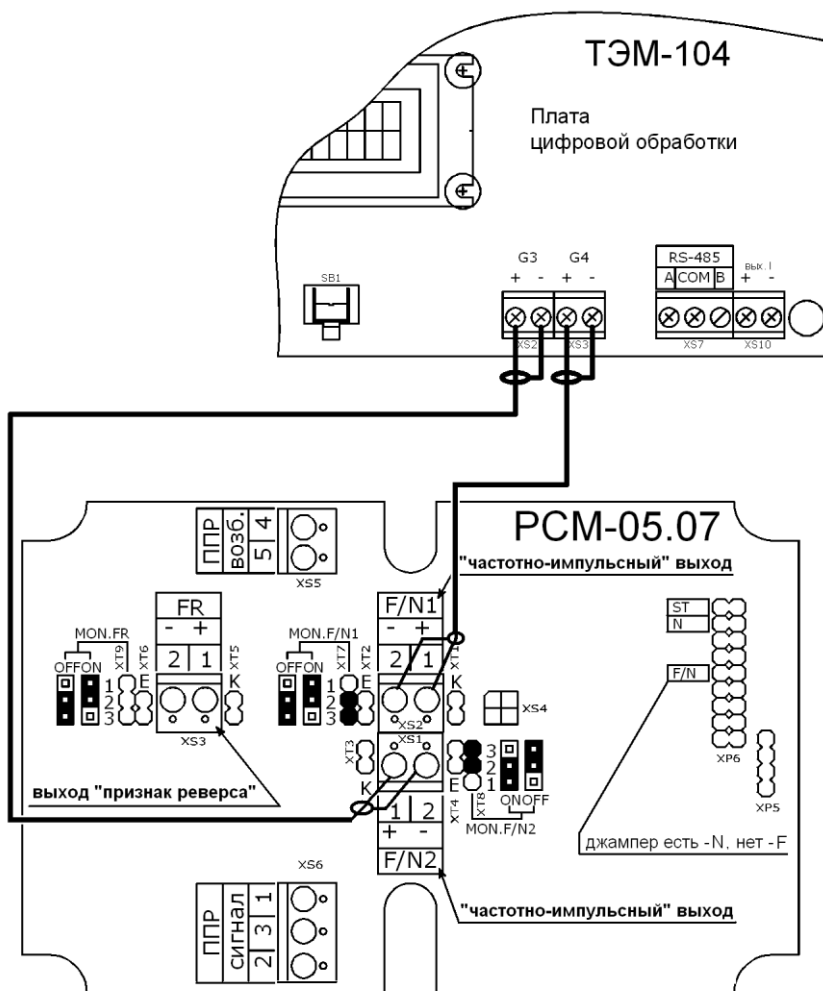 ТЭМ-104
Плата
цифровой обработки
SB1
G3 G4
+ - + -
XS2 XS3
RS-485
A COM B
вых. I
+ -
XS7 XS10
РСМ-05.07
"частотно-импульсный" выход
ППР
возб.
5 4
XS5
FR
- +
2 1
MON.FR
OFF ON
1
2
3
XT9
XT6
E
XT5
K
XS3
выход "признак реверса"
F/N1
- +
2 1
MON.F/N1
OFF ON
1
2
3
XT7
XT2
E
XT1
K
XS2
XS4
XS1
XT3
K
E
XT4
XT8
3
2
1
ON OFF
MON.F/N2
1 2
+ -
F/N2
"частотно-импульсный" выход
ST
N
F/N
XP6
XP5
джампер есть -N, нет -F
XS6
ППР
сигнал
2 3 1